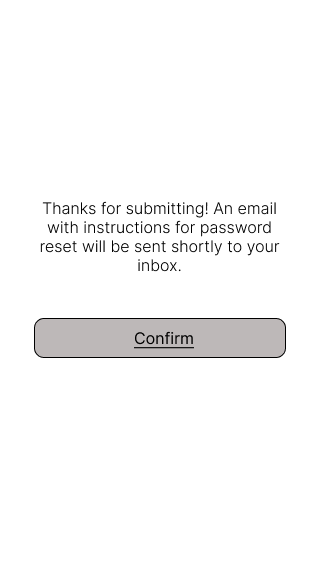 Thanks for submitting! An email
with instructions for password
reset will be sent shortly to your
inbox.
Confirm